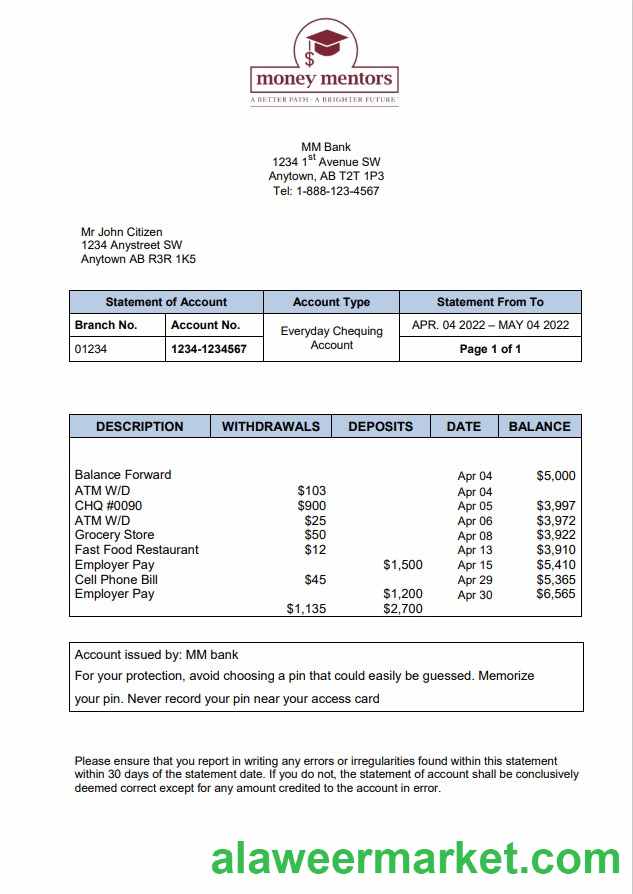 $
money mentors
A BETTER PATH · A BRIGHTER FUTURE
MM Bank
1234 1st Avenue SW
Anytown, AB T2T 1P3
Tel: 1-888-123-4567
Mr John Citizen
1234 Anystreet SW
Anytown AB R3R 1K5
Statement of Account Account Type Statement From To
Branch No. Account No. Everyday Chequing Account APR. 04 2022 – MAY 04 2022
01234 1234-1234567 Page 1 of 1
DESCRIPTION WITHDRAWALS DEPOSITS DATE BALANCE
Balance Forward Apr 04 $5,000
ATM W/D $103 Apr 04
CHQ #0090 $900 Apr 05 $3,997
ATM W/D $25 Apr 06 $3,972
Grocery Store $50 Apr 08 $3,922
Fast Food Restaurant $12 Apr 13 $3,910
Employer Pay $1,500 Apr 15 $5,410
Cell Phone Bill $45 Apr 29 $5,365
Employer Pay $1,200 Apr 30 $6,565
$1,135 $2,700
Account issued by: MM bank
For your protection, avoid choosing a pin that could easily be guessed. Memorize
your pin. Never record your pin near your access card
Please ensure that you report in writing any errors or irregularities found within this statement
within 30 days of the statement date. If you do not, the statement of account shall be conclusively
deemed correct except for any amount credited to the account in error.
alaweermarket.com